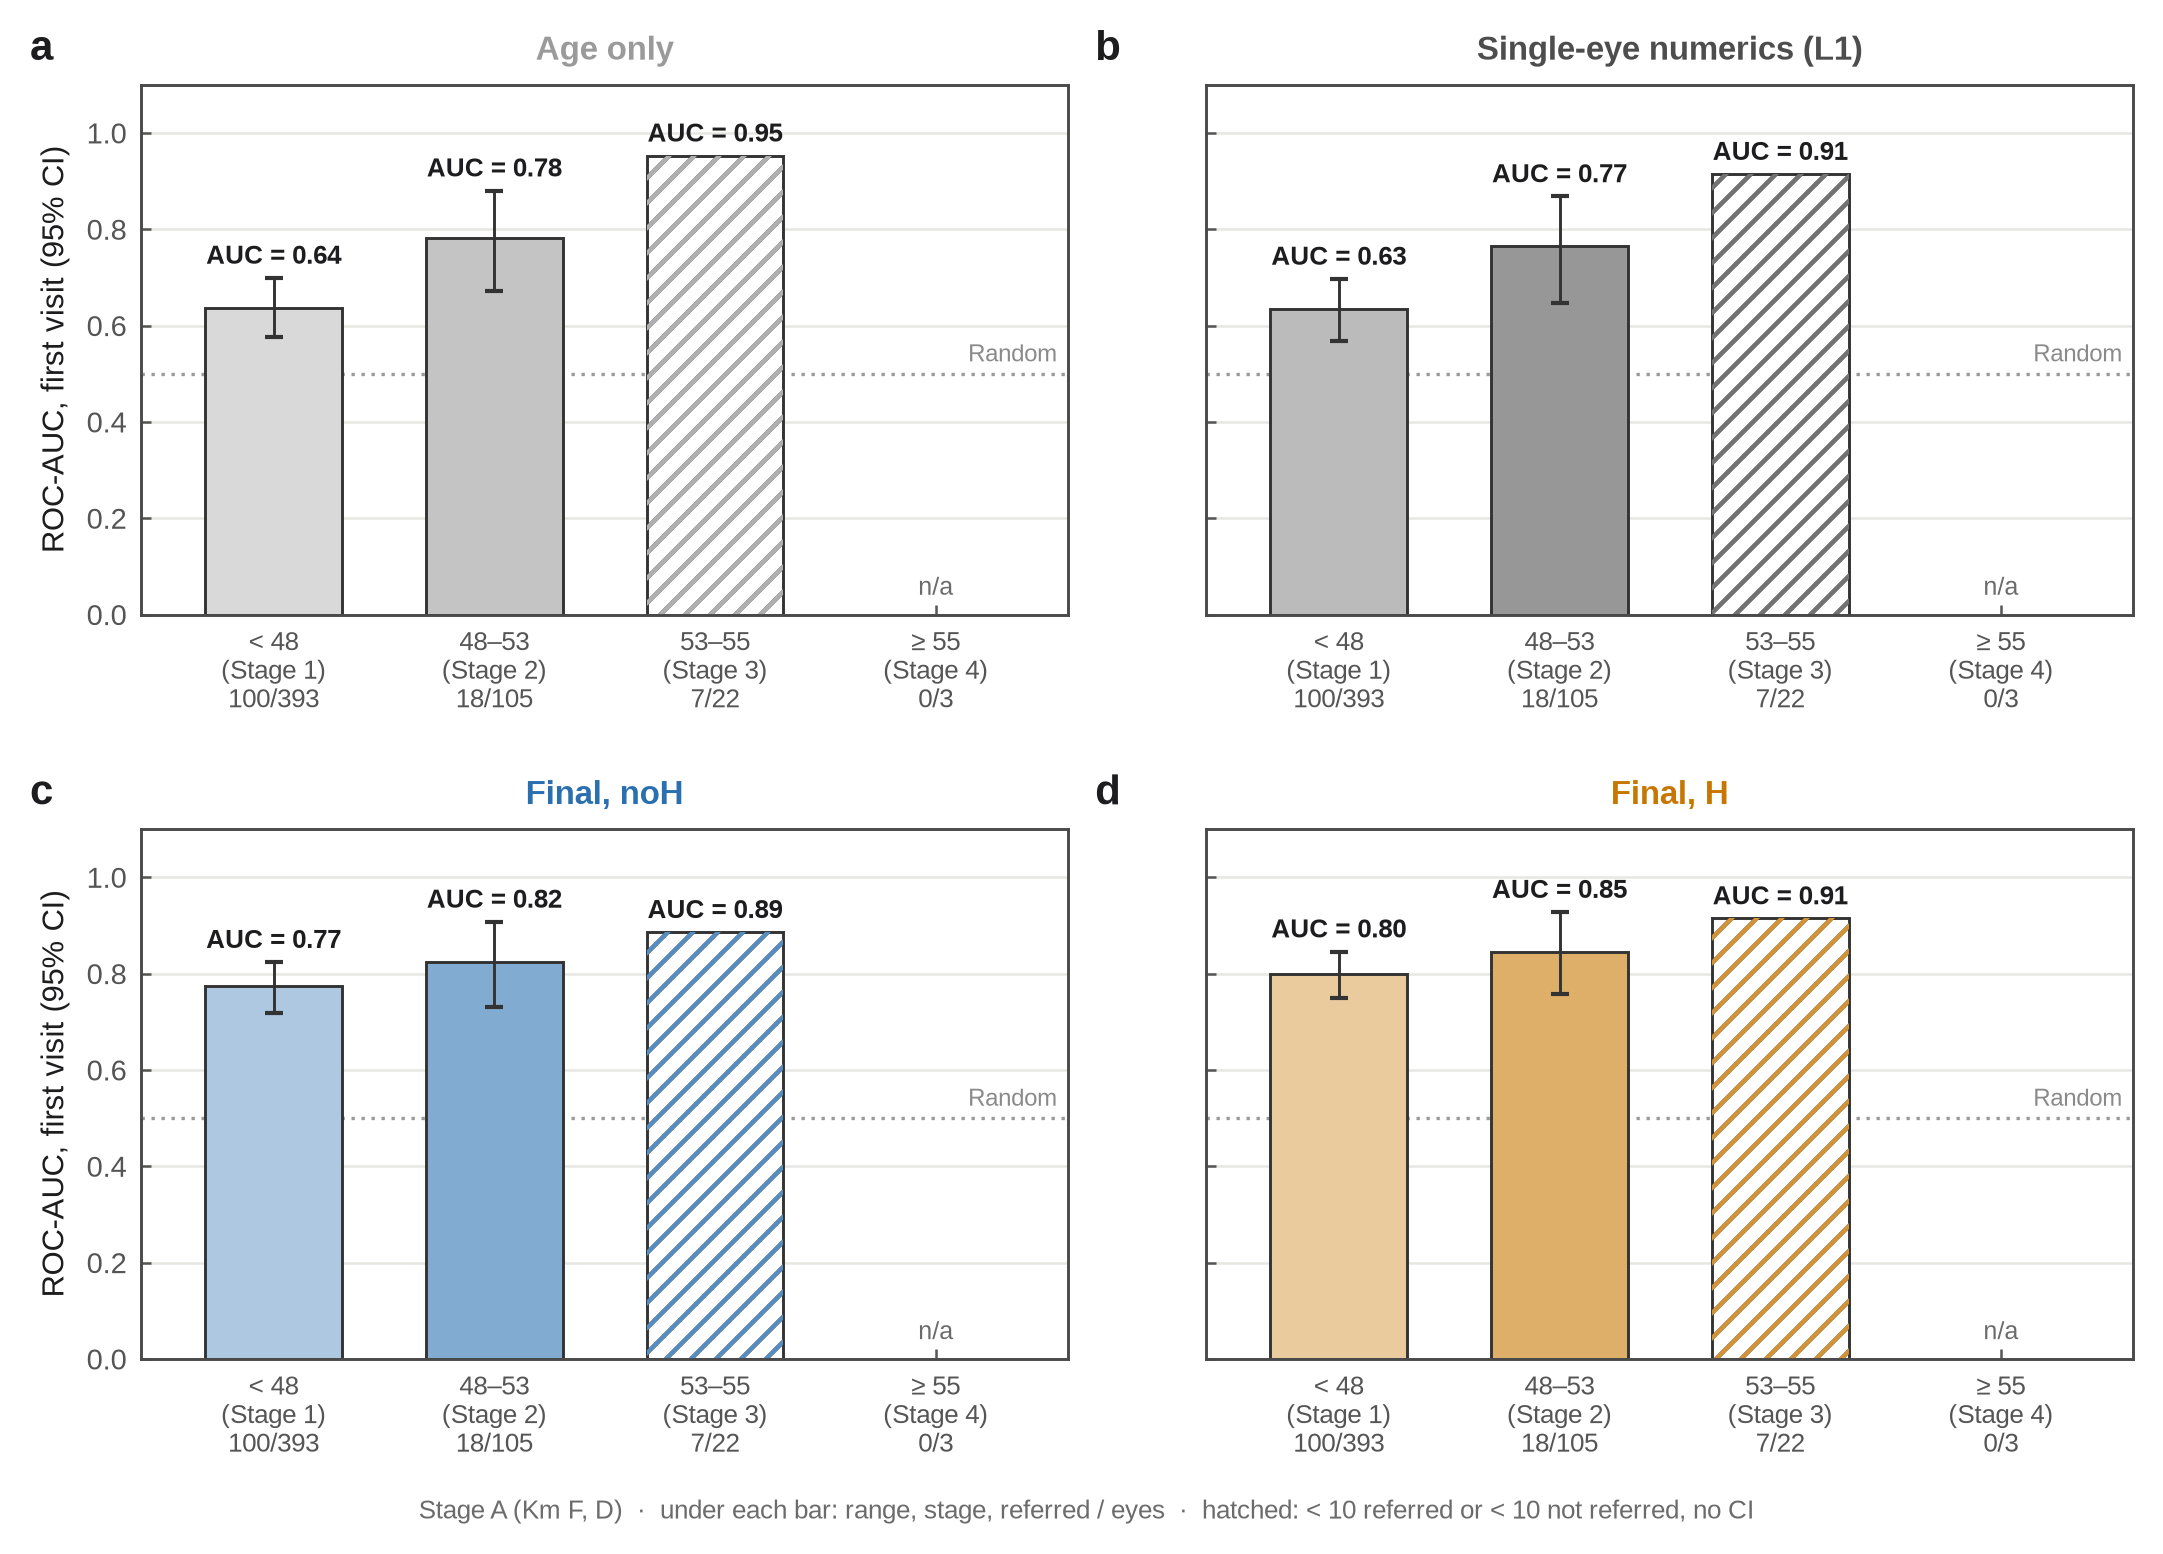 a
Age only
ROC-AUC, first visit (95% CI)
1.0
0.8
0.6
0.4
0.2
0.0
AUC = 0.64
AUC = 0.78
AUC = 0.95
Random
n/a
< 48
(Stage 1)
100/393
48–53
(Stage 2)
18/105
53–55
(Stage 3)
7/22
≥ 55
(Stage 4)
0/3
b
Single-eye numerics (L1)
AUC = 0.63
AUC = 0.77
AUC = 0.91
Random
n/a
< 48
(Stage 1)
100/393
48–53
(Stage 2)
18/105
53–55
(Stage 3)
7/22
≥ 55
(Stage 4)
0/3
c
Final, noH
ROC-AUC, first visit (95% CI)
1.0
0.8
0.6
0.4
0.2
0.0
AUC = 0.77
AUC = 0.82
AUC = 0.89
Random
n/a
< 48
(Stage 1)
100/393
48–53
(Stage 2)
18/105
53–55
(Stage 3)
7/22
≥ 55
(Stage 4)
0/3
d
Final, H
AUC = 0.80
AUC = 0.85
AUC = 0.91
Random
n/a
< 48
(Stage 1)
100/393
48–53
(Stage 2)
18/105
53–55
(Stage 3)
7/22
≥ 55
(Stage 4)
0/3
Stage A (Km F, D) · under each bar: range, stage, referred / eyes · hatched: < 10 referred or < 10 not referred, no CI